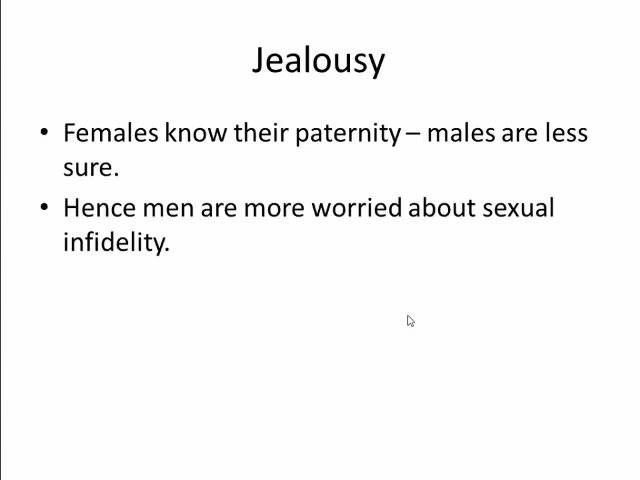 Jealousy
• Females know their paternity – males are less
sure.
• Hence men are more worried about sexual
infidelity.